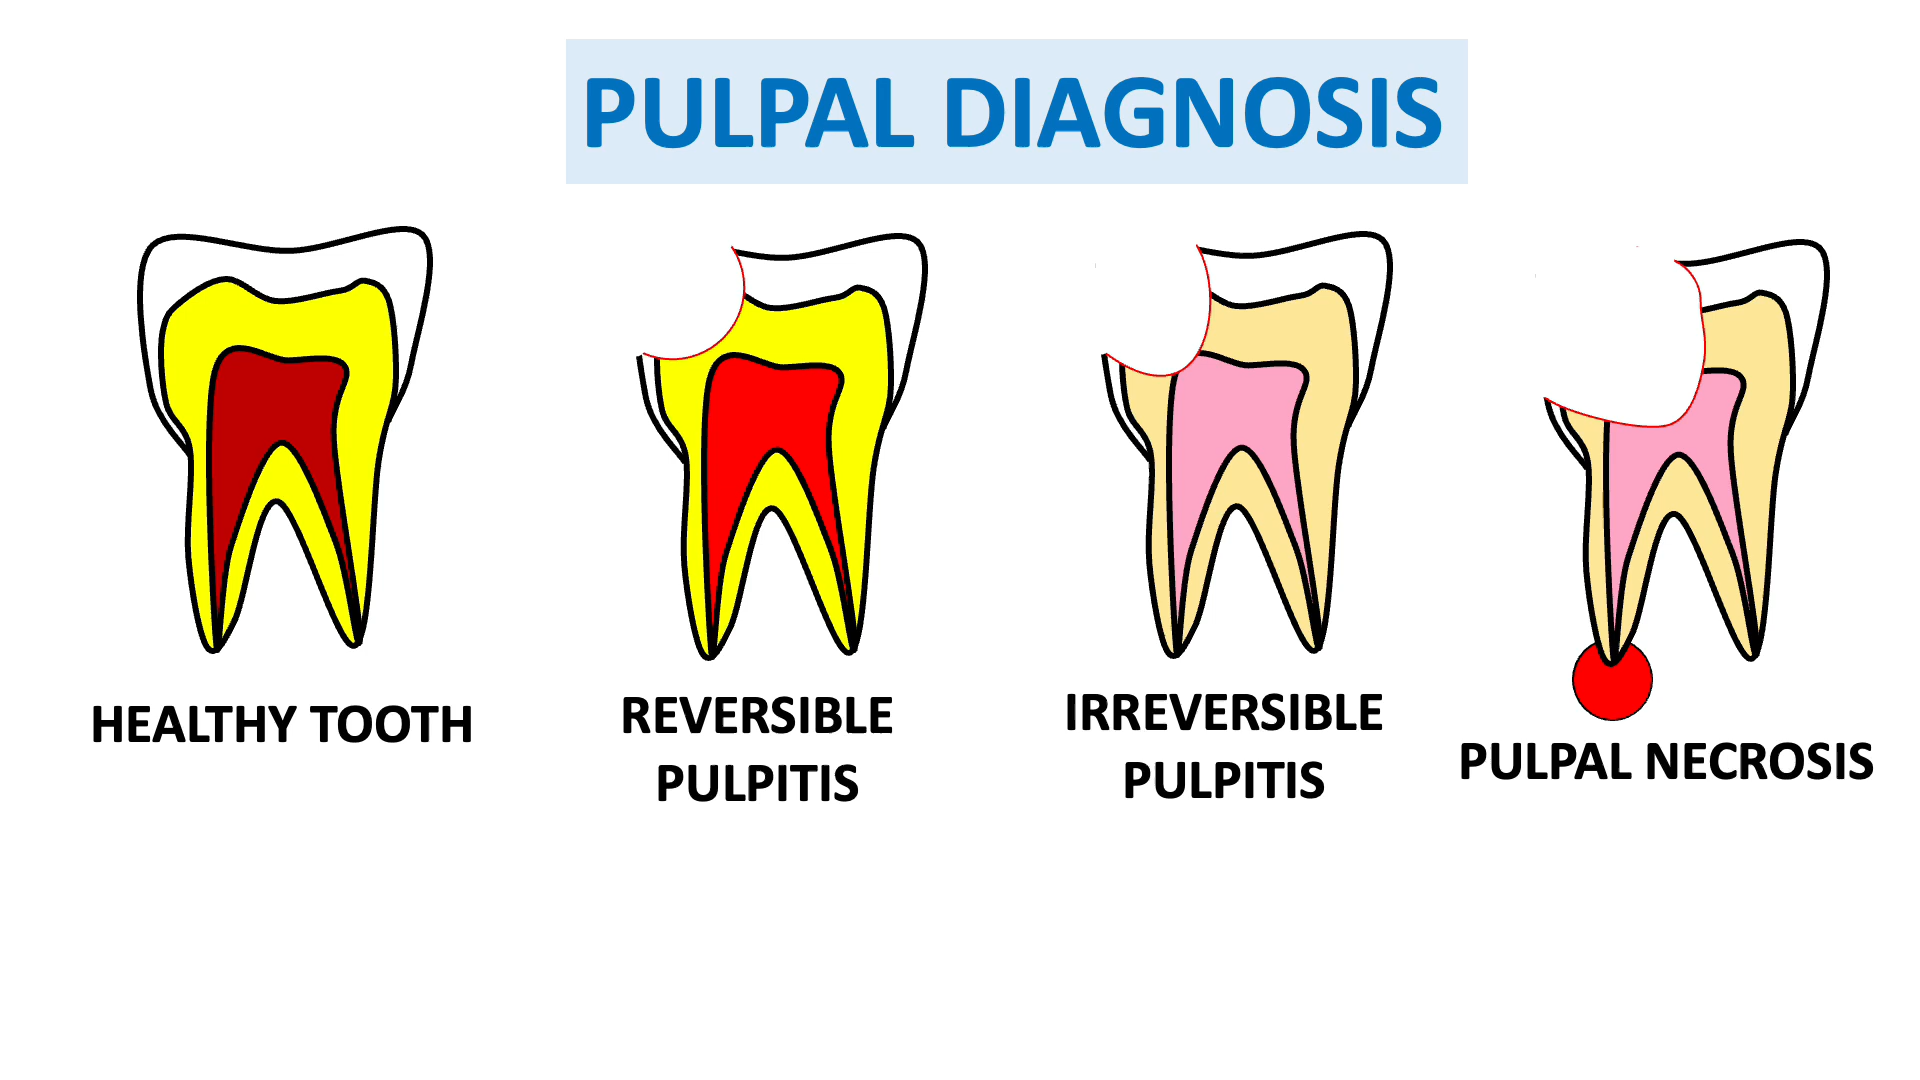 PULPAL DIAGNOSIS
HEALTHY TOOTH
REVERSIBLE
PULPITIS
IRREVERSIBLE
PULPITIS
PULPAL NECROSIS